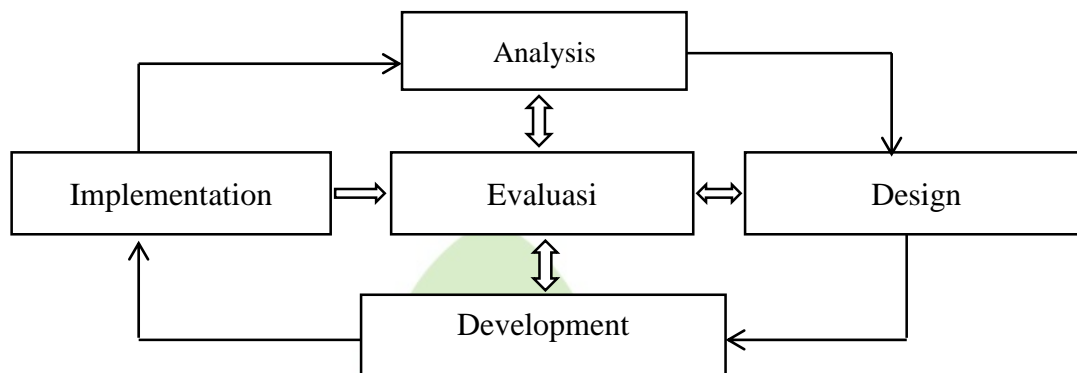 Analysis
Implementation
Evaluasi
Design
Development